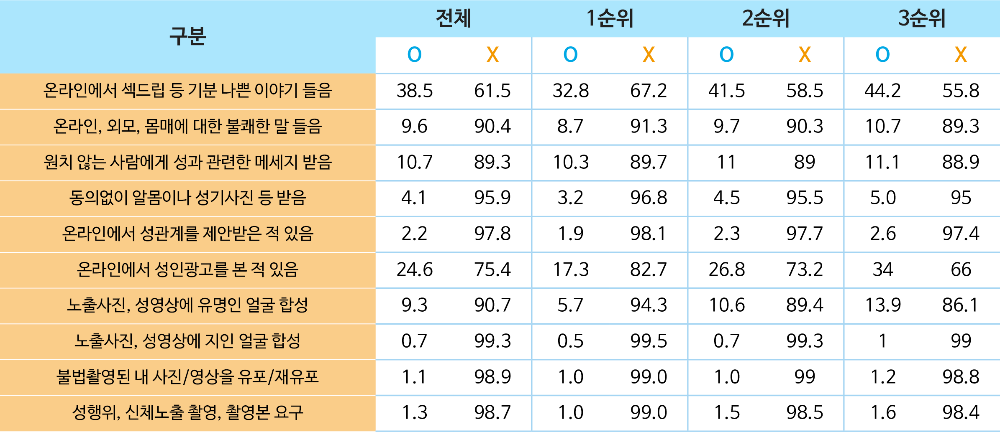 구분 전체 1순위 2순위 3순위
O X O X O X O X
온라인에서 섹드립 등 기분 나쁜 이야기 들음 38.5 61.5 32.8 67.2 41.5 58.5 44.2 55.8
온라인, 외모, 몸매에 대한 불쾌한 말 들음 9.6 90.4 8.7 91.3 9.7 90.3 10.7 89.3
원치 않는 사람에게 성과 관련한 메세지 받음 10.7 89.3 10.3 89.7 11 89 11.1 88.9
동의없이 알몸이나 성기사진 등 받음 4.1 95.9 3.2 96.8 4.5 95.5 5.0 95
온라인에서 성관계를 제안받은 적 있음 2.2 97.8 1.9 98.1 2.3 97.7 2.6 97.4
온라인에서 성인광고를 본 적 있음 24.6 75.4 17.3 82.7 26.8 73.2 34 66
노출사진, 성영상에 유명인 얼굴 합성 9.3 90.7 5.7 94.3 10.6 89.4 13.9 86.1
노출사진, 성영상에 지인 얼굴 합성 0.7 99.3 0.5 99.5 0.7 99.3 1 99
불법촬영된 내 사진/영상을 유포/재유포 1.1 98.9 1.0 99.0 1.0 99 1.2 98.8
성행위, 신체노출 촬영, 촬영본 요구 1.3 98.7 1.0 99.0 1.5 98.5 1.6 98.4